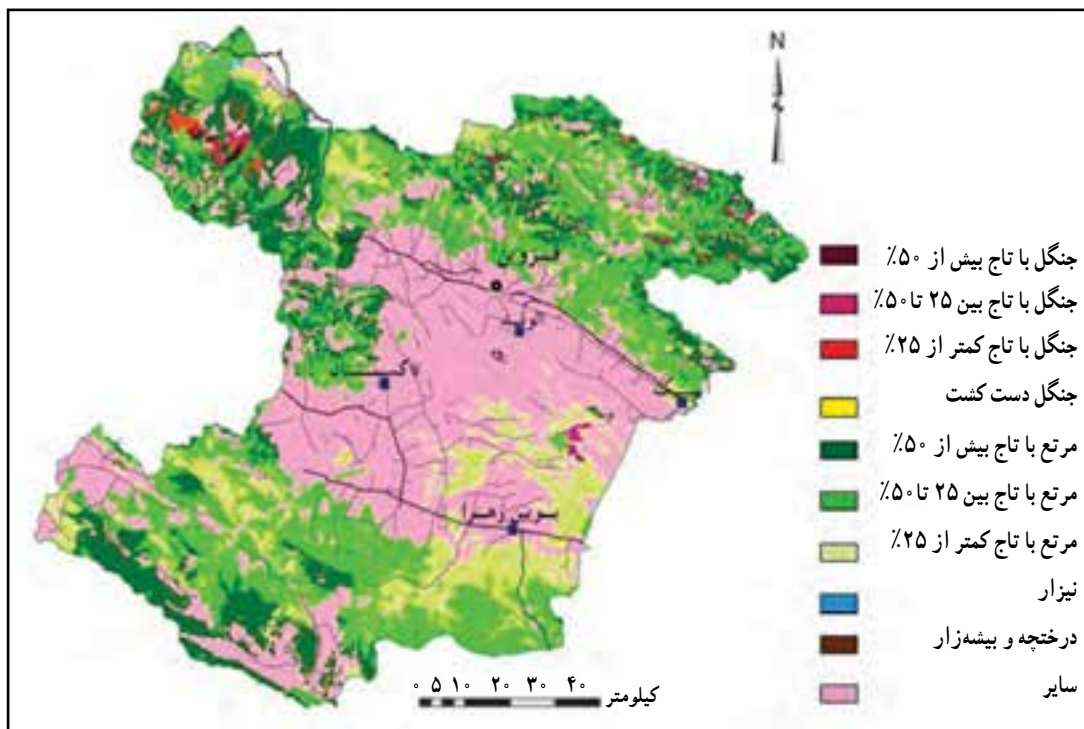 N
قزوین
بوئین زهرا
جنگل با تاج بیش از ۵۰٪
جنگل با تاج بین ۲۵ تا ۵۰٪
جنگل با تاج کمتر از ۲۵٪
جنگل دست کشت
مرتع با تاج بیش از ۵۰٪
مرتع با تاج بین ۲۵ تا ۵۰٪
مرتع با تاج کمتر از ۲۵٪
نیزار
درختچه و بیشه‌زار
سایر
۰ ۵ ۱۰ ۲۰ ۳۰ ۴۰ کیلومتر